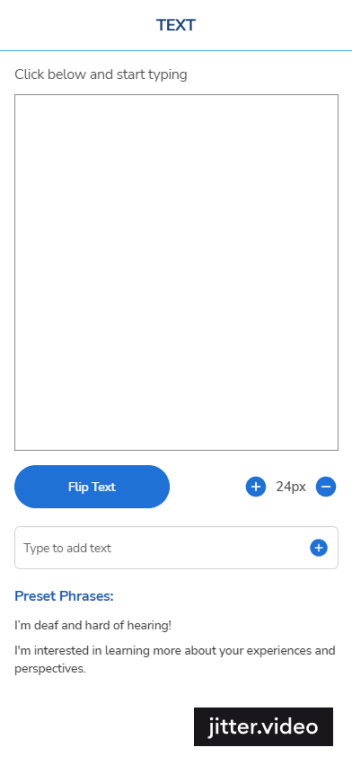 TEXT
Click below and start typing
Flip Text
24px
Type to add text
Preset Phrases:
I'm deaf and hard of hearing!
I'm interested in learning more about your experiences and
perspectives.
jitter.video